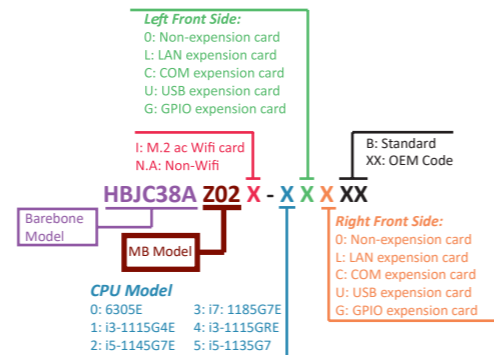 Left Front Side:
0: Non-expension card
L: LAN expension card
C: COM expension card
U: USB expension card
G: GPIO expension card
I: M.2 ac Wifi card
N.A: Non-Wifi
B: Standard
XX: OEM Code
HBJC38A Z02 X - X X X XX
Barebone
Model
MB Model
Right Front Side:
0: Non-expension card
L: LAN expension card
C: COM expension card
U: USB expension card
G: GPIO expension card
CPU Model
0: 6305E 3: i7: 1185G7E
1: i3-1115G4E 4: i3-1115GRE
2: i5-1145G7E 5: i5-1135G7